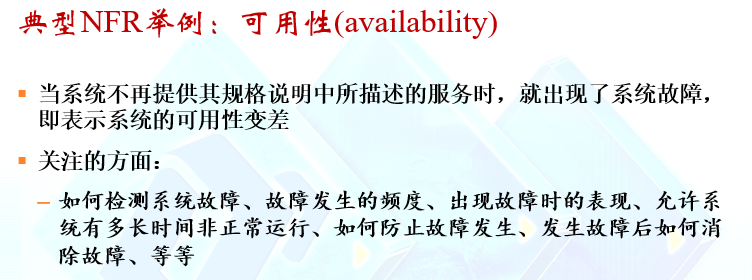 典型NFR举例：可用性(availability)
当系统不再提供其规格说明中所描述的服务时，就出现了系统故障，
即表示系统的可用性变差
关注的方面：
– 如何检测系统故障、故障发生的频度、出现故障时的表现、允许系
统有多长时间非正常运行、如何防止故障发生、发生故障后如何消
除故障、等等